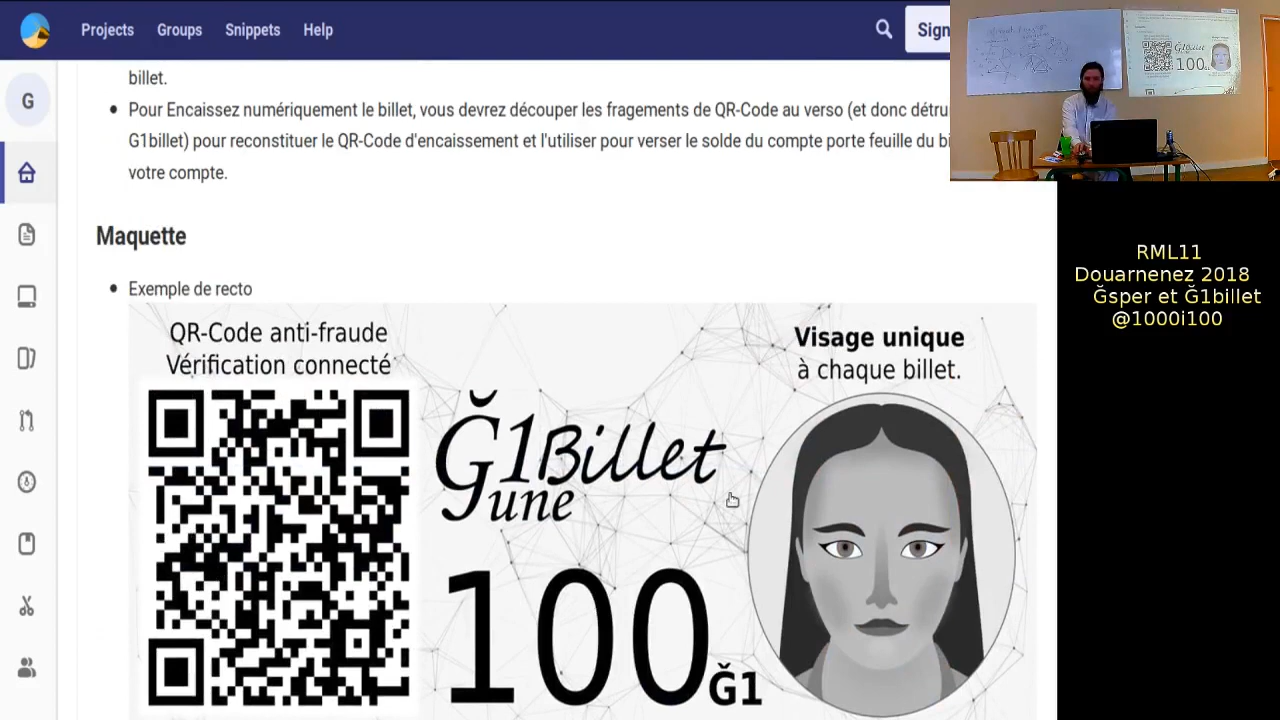 Projects Groups Snippets Help
Sign
G
billet.
Pour Encaissez numériquement le billet, vous devrez découper les fragements de QR-Code au verso (et donc détru
G1billet) pour reconstituer le QR-Code d'encaissement et l'utiliser pour verser le solde du compte porte feuille du bi
votre compte.
Maquette
Exemple de recto
QR-Code anti-fraude
Vérification connecté
Ğ1Billet
June
100 Ğ1
Visage unique
à chaque billet.
Ğ1Billet
100
RML11
Douarnenez 2018
Ğsper et Ğ1billet
@1000i100